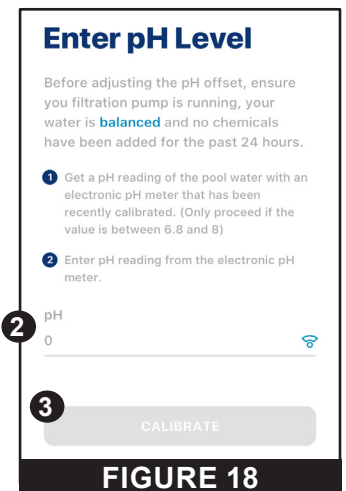 Enter pH Level
Before adjusting the pH offset, ensure
you filtration pump is running, your
water is balanced and no chemicals
have been added for the past 24 hours.
1 Get a pH reading of the pool water with an
electronic pH meter that has been
recently calibrated. (Only proceed if the
value is between 6.8 and 8)
2 Enter pH reading from the electronic pH
meter.
pH
2
0
3
CALIBRATE
FIGURE 18